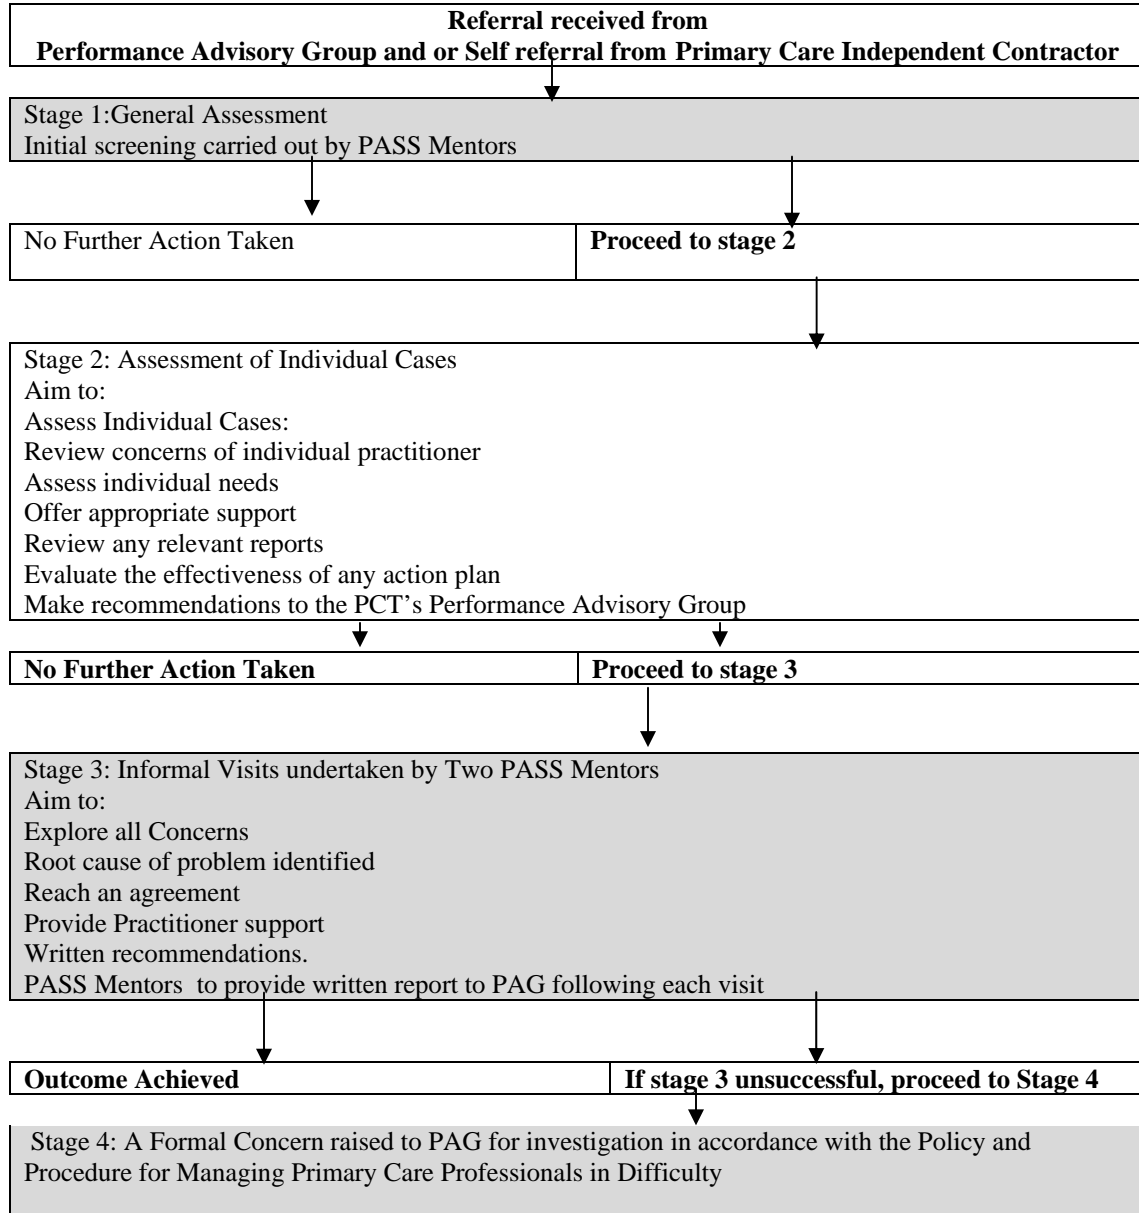 Referral received from
Performance Advisory Group and or Self referral from Primary Care Independent Contractor
Stage 1:General Assessment
Initial screening carried out by PASS Mentors
No Further Action Taken
Proceed to stage 2
Stage 2: Assessment of Individual Cases
Aim to:
Assess Individual Cases:
Review concerns of individual practitioner
Assess individual needs
Offer appropriate support
Review any relevant reports
Evaluate the effectiveness of any action plan
Make recommendations to the PCT's Performance Advisory Group
No Further Action Taken
Proceed to stage 3
Stage 3: Informal Visits undertaken by Two PASS Mentors
Aim to:
Explore all Concerns
Root cause of problem identified
Reach an agreement
Provide Practitioner support
Written recommendations.
PASS Mentors  to provide written report to PAG following each visit
Outcome Achieved
If stage 3 unsuccessful, proceed to Stage 4
Stage 4: A Formal Concern raised to PAG for investigation in accordance with the Policy and
Procedure for Managing Primary Care Professionals in Difficulty